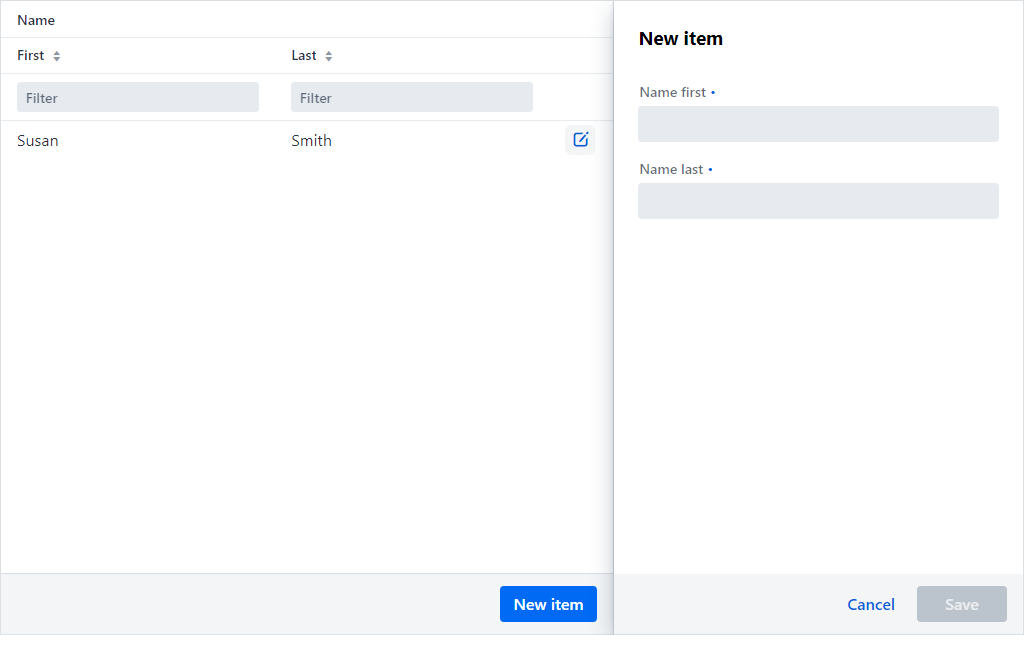 Name
First
Last
Filter
Filter
Susan
Smith
New item
New item
Name first •
Name last •
Cancel
Save